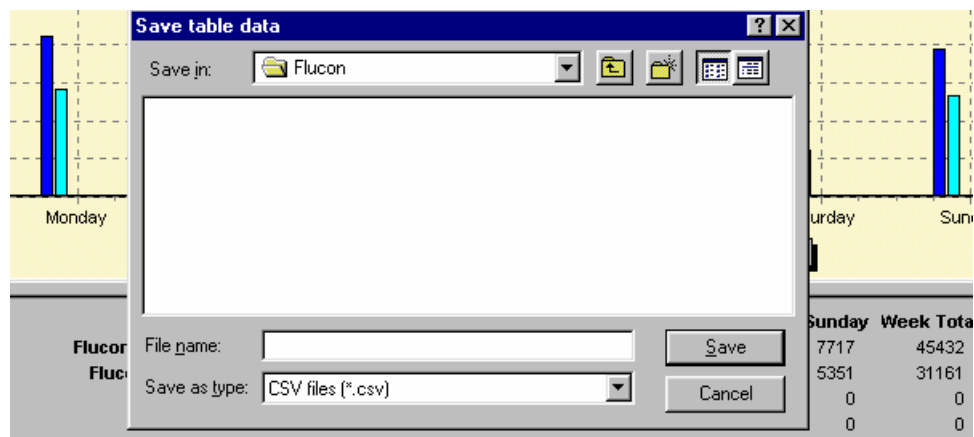 Save table data
Save in: Flucon
Monday
urday
Sun
Sunday Week Tota
Flucon 7717 45432
Fluc 5351 31161
0 0
0 0
File name: Save
Save as type: CSV files (*.csv) Cancel